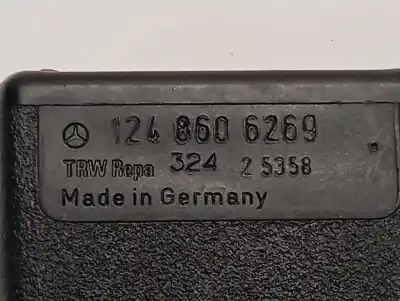 124 860 6269
TRW Repa 324 2 5358
Made in Germany